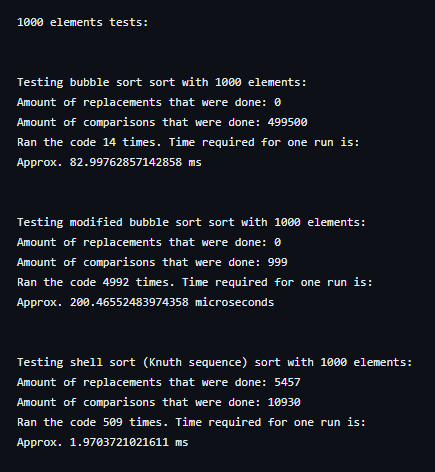 1000 elements tests:
Testing bubble sort sort with 1000 elements:
Amount of replacements that were done: 0
Amount of comparisons that were done: 499500
Ran the code 14 times. Time required for one run is:
Approx. 82.99762857142858 ms
Testing modified bubble sort sort with 1000 elements:
Amount of replacements that were done: 0
Amount of comparisons that were done: 999
Ran the code 4992 times. Time required for one run is:
Approx. 200.46552483974358 microseconds
Testing shell sort (Knuth sequence) sort with 1000 elements:
Amount of replacements that were done: 5457
Amount of comparisons that were done: 10930
Ran the code 509 times. Time required for one run is:
Approx. 1.9703721021611 ms